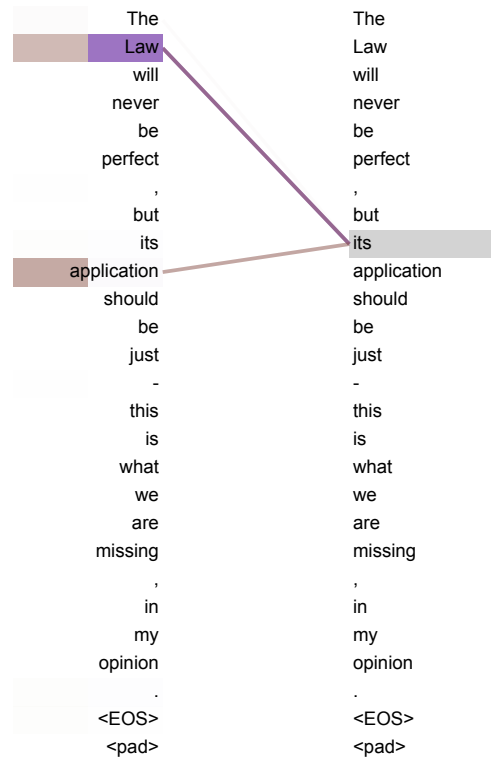 The The
Law Law
will will
never never
be be
perfect perfect
, ,
but but
its its
application application
should should
be be
just just
- -
this this
is is
what what
we we
are are
missing missing
, ,
in in
my my
opinion opinion
. .
<EOS> <EOS>
<pad> <pad>